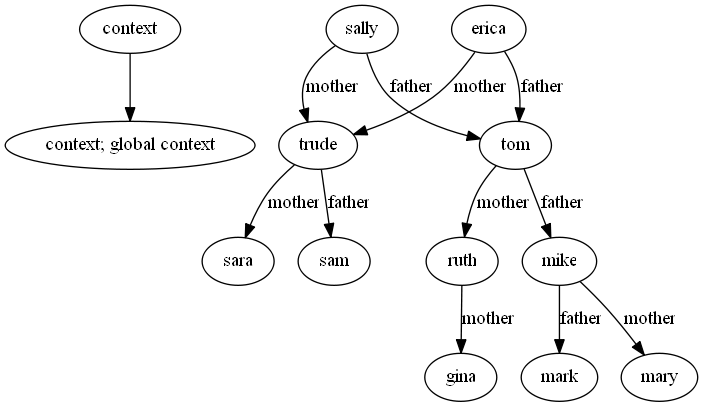 context
sally
erica
mother
father
mother
father
context; global context
trude
tom
mother
father
mother
father
sara
sam
ruth
mike
mother
father
mother
gina
mark
mary